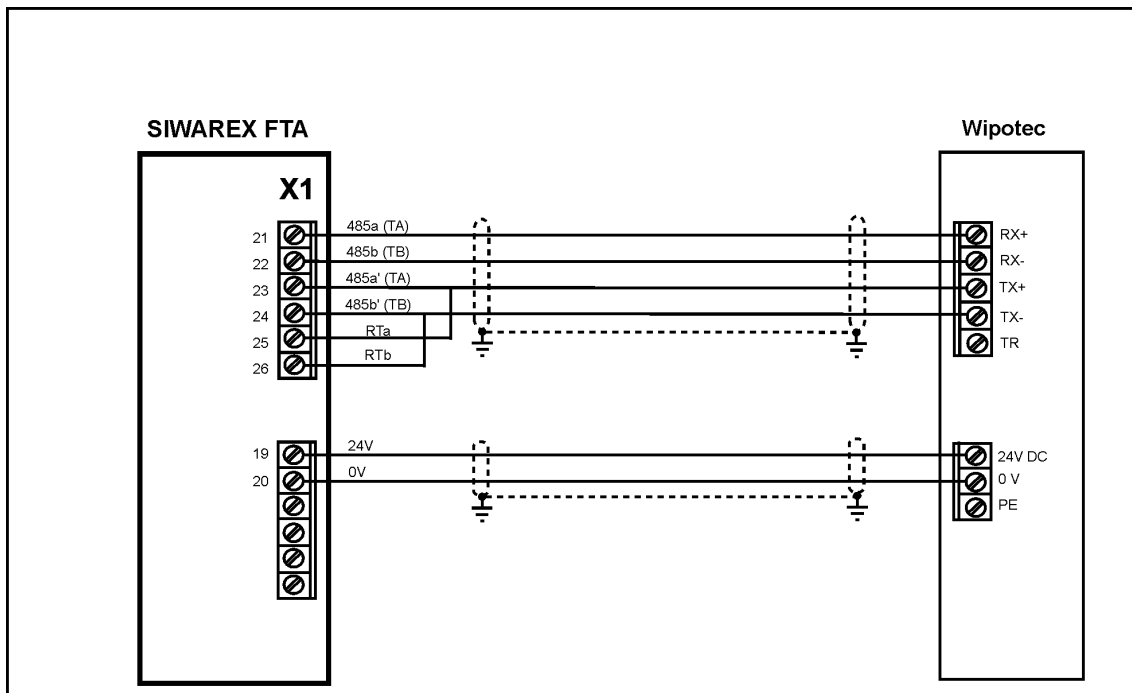 SIWAREX FTA
Wipotec
X1
21 485a (TA) RX+
22 485b (TB) RX-
23 485a' (TA) TX+
24 485b' (TB) TX-
25 RTa TR
26 RTb
19 24V 24V DC
20 0V 0 V
PE